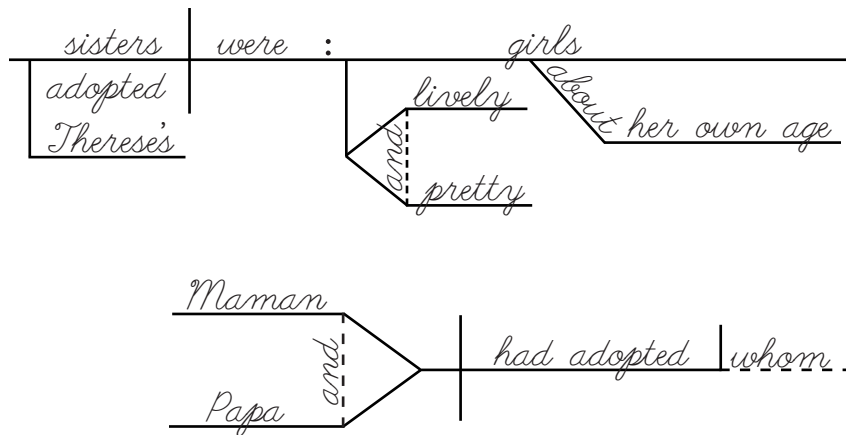 sisters were : girls
adopted
Therese's
and
lively
pretty
about
her own age
Maman
and
Papa
had adopted whom